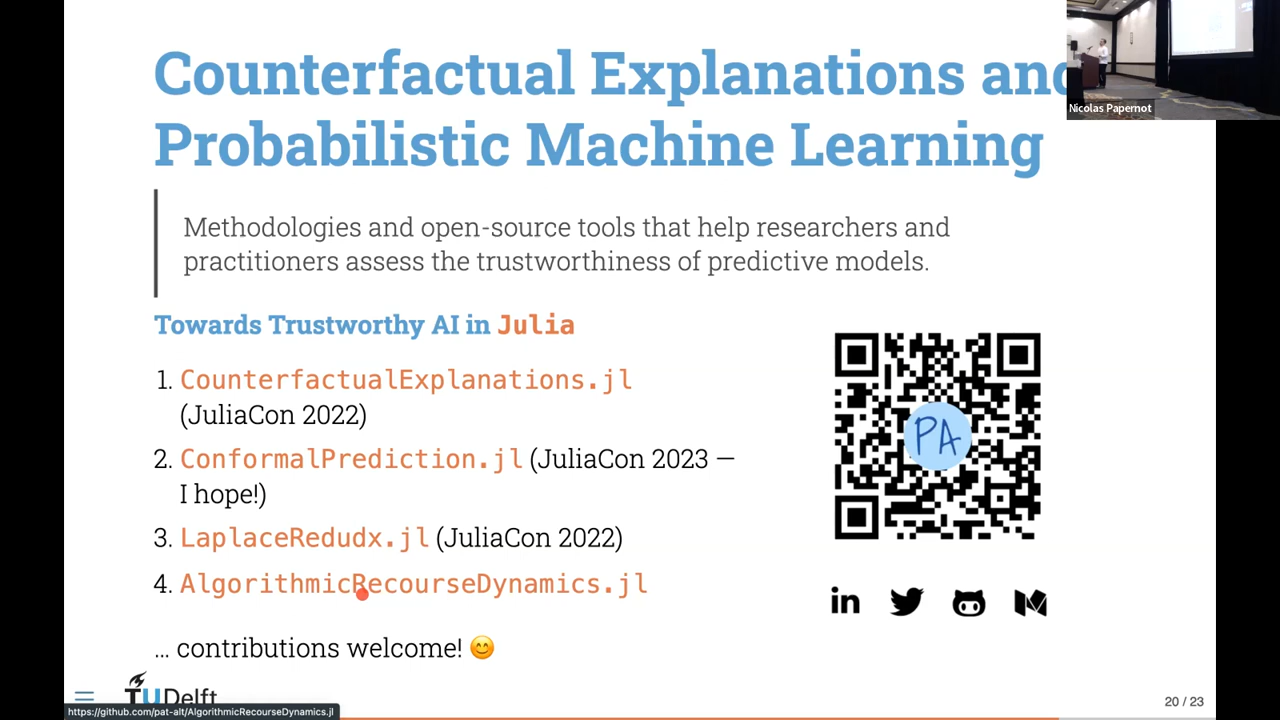 Counterfactual Explanations and
Probabilistic Machine Learning
Nicolas Papernot
Methodologies and open-source tools that help researchers and
practitioners assess the trustworthiness of predictive models.
Towards Trustworthy AI in Julia
1. CounterfactualExplanations.jl
(JuliaCon 2022)
2. ConformalPrediction.jl (JuliaCon 2023 —
I hope!)
3. LaplaceRedudx.jl (JuliaCon 2022)
4. AlgorithmicRecourseDynamics.jl
... contributions welcome! 😊
PA
TUDelft
https://github.com/pat-alt/AlgorithmicRecourseDynamics.jl
20 / 23